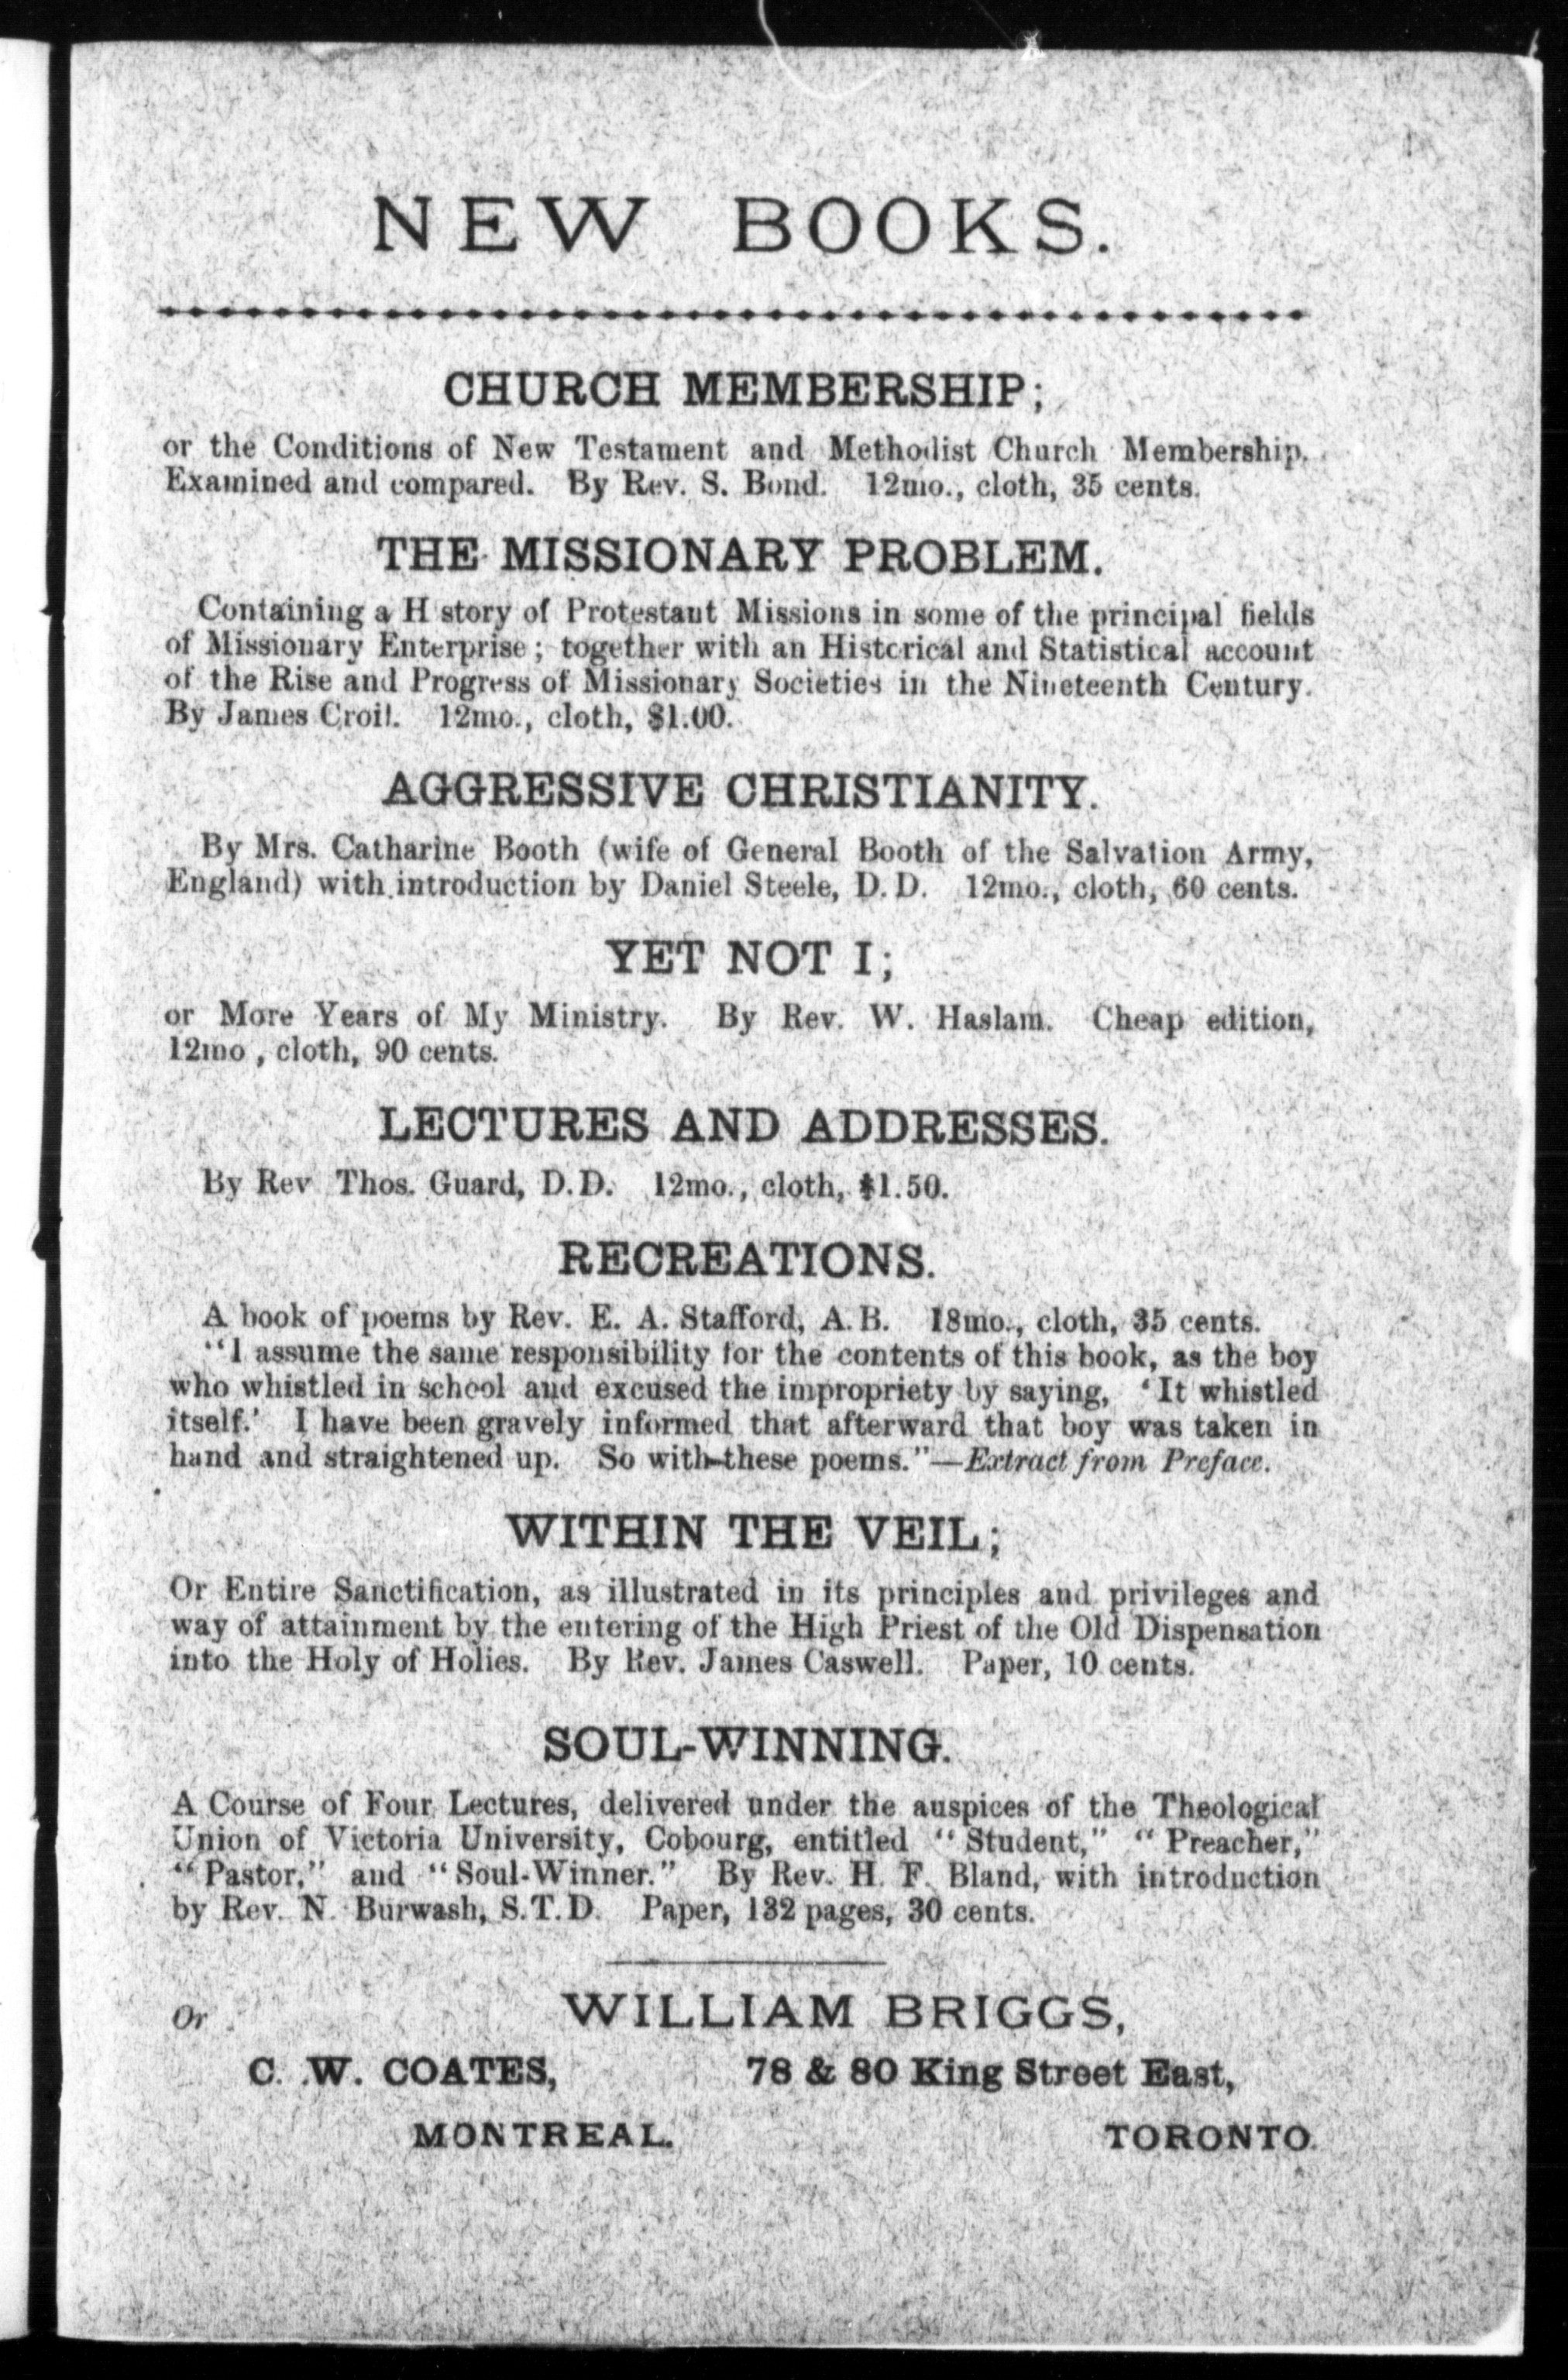 NEW BOOKS.
CHURCH MEMBERSHIP;
or the Conditions of New Testament and Methodist Church Membership.
Examined and compared. By Rev. S. Bond. 12mo., cloth, 35 cents.
THE MISSIONARY PROBLEM.
Containing a H story of Protestant Missions in some of the principal fields
of Missionary Enterprise; together with an Historical and Statistical account
of the Rise and Progress of Missionary Societies in the Nineteenth Century.
By James Croil. 12mo., cloth, $1.00.
AGGRESSIVE CHRISTIANITY.
By Mrs. Catharine Booth (wife of General Booth of the Salvation Army,
England) with introduction by Daniel Steele, D.D. 12mo., cloth, 60 cents.
YET NOT I;
or More Years of My Ministry. By Rev. W. Haslam. Cheap edition,
12mo , cloth, 90 cents.
LECTURES AND ADDRESSES.
By Rev Thos. Guard, D.D. 12mo., cloth, $1.50.
RECREATIONS.
A book of poems by Rev. E. A. Stafford, A.B. 18mo., cloth, 35 cents.
"I assume the same responsibility for the contents of this book, as the boy
who whistled in school and excused the impropriety by saying, 'It whistled
itself.' I have been gravely informed that afterward that boy was taken in
hand and straightened up. So with these poems."—Extract from Preface.
WITHIN THE VEIL;
Or Entire Sanctification, as illustrated in its principles and privileges and
way of attainment by the entering of the High Priest of the Old Dispensation
into the Holy of Holies. By Rev. James Caswell. Paper, 10 cents.
SOUL-WINNING.
A Course of Four Lectures, delivered under the auspices of the Theological
Union of Victoria University, Cobourg, entitled "Student," "Preacher,"
"Pastor," and "Soul-Winner." By Rev. H. F. Bland, with introduction
by Rev. N. Burwash, S.T.D. Paper, 132 pages, 30 cents.
Or WILLIAM BRIGGS,
C. W. COATES, 78 & 80 King Street East,
MONTREAL. TORONTO.